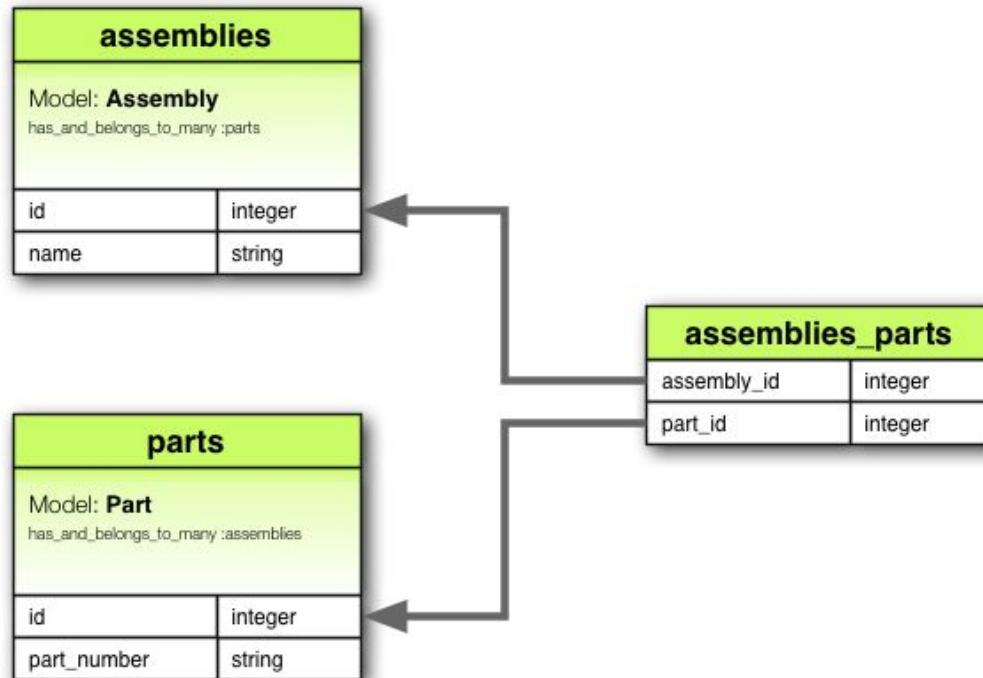 assemblies
Model: Assembly
has_and_belongs_to_many :parts
id integer
name string
assemblies_parts
assembly_id integer
part_id integer
parts
Model: Part
has_and_belongs_to_many :assemblies
id integer
part_number string